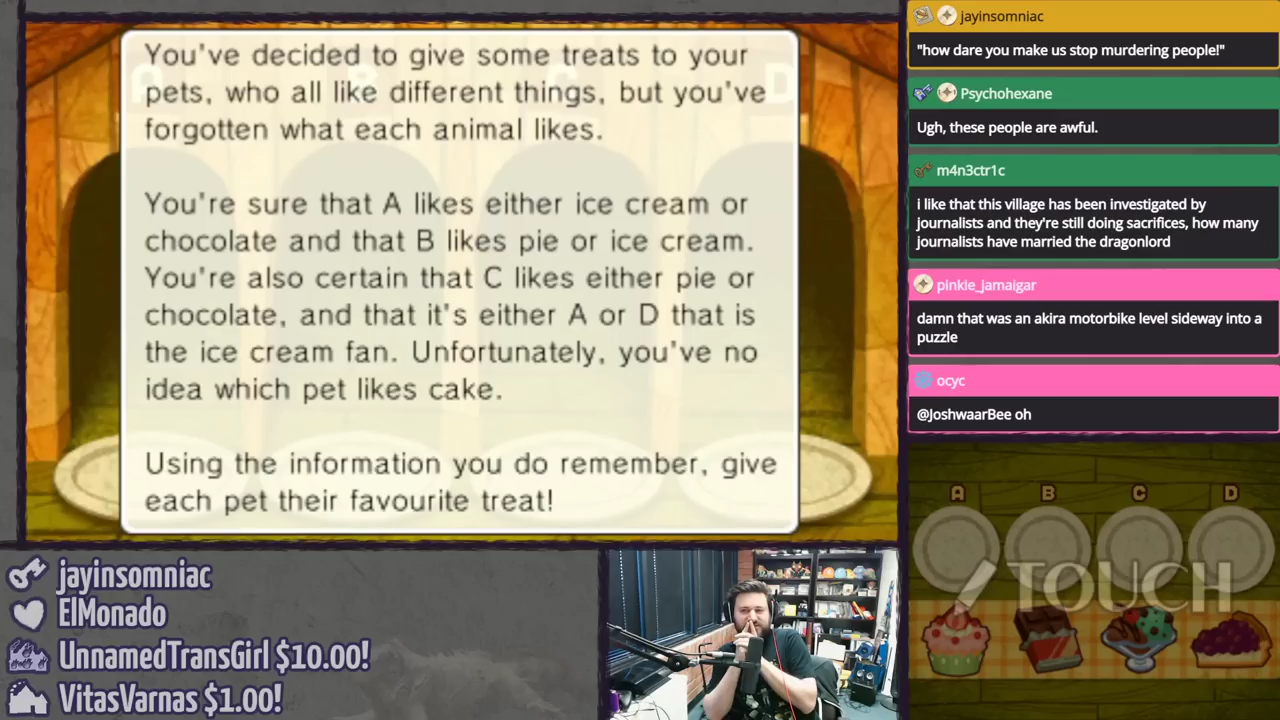 You've decided to give some treats to your
pets, who all like different things, but you've
forgotten what each animal likes.
You're sure that A likes either ice cream or
chocolate and that B likes pie or ice cream.
You're also certain that C likes either pie or
chocolate, and that it's either A or D that is
the ice cream fan. Unfortunately, you've no
idea which pet likes cake.
Using the information you do remember, give
each pet their favourite treat!
jayinsomniac
"how dare you make us stop murdering people!"
Psychohexane
Ugh, these people are awful.
m4n3ctr1c
i like that this village has been investigated by
journalists and they're still doing sacrifices, how many
journalists have married the dragonlord
pinkie_jamaigar
damn that was an akira motorbike level sideway into a
puzzle
ocyc
@JoshwaarBee oh
A B C D
TOUCH
jayinsomniac
ElMonado
UnnamedTransGirl $10.00!
VitasVarnas $1.00!